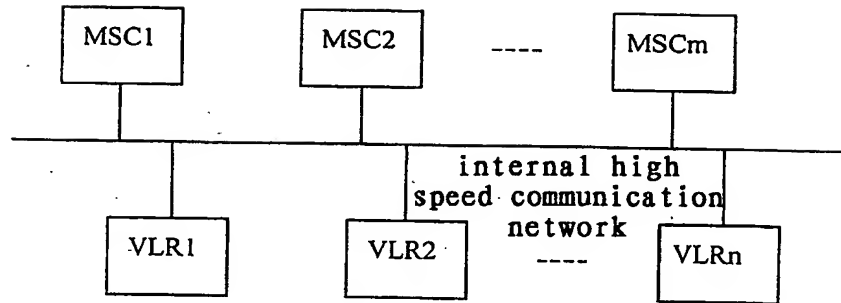 MSC1
MSC2
----
MSCm
internal high
speed communication
network
VLR1
VLR2
----
VLRn